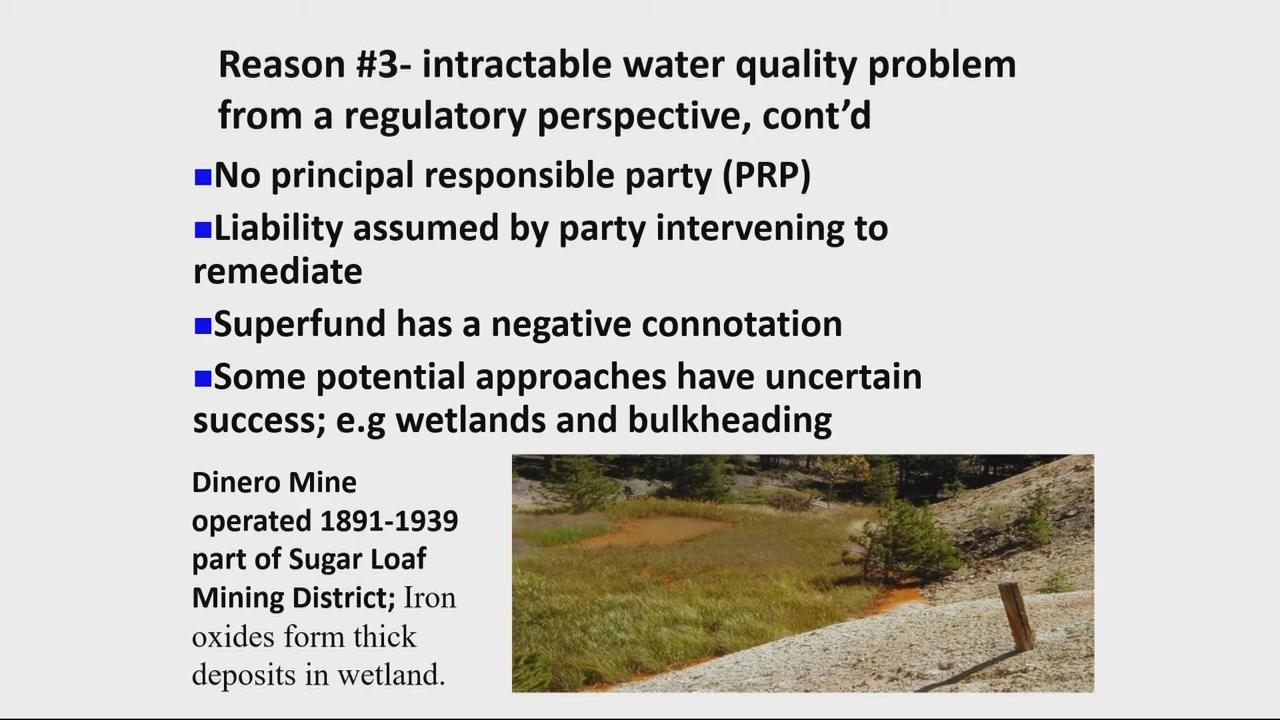 Reason #3- intractable water quality problem
from a regulatory perspective, cont’d
■No principal responsible party (PRP)
■Liability assumed by party intervening to
remediate
■Superfund has a negative connotation
■Some potential approaches have uncertain
success; e.g wetlands and bulkheading
Dinero Mine
operated 1891-1939
part of Sugar Loaf
Mining District; Iron
oxides form thick
deposits in wetland.